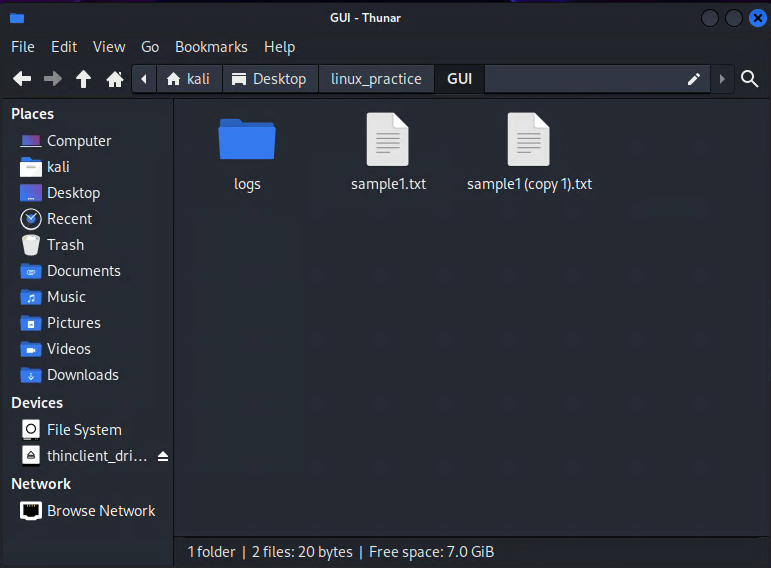 GUI - Thunar
File Edit View Go Bookmarks Help
kali Desktop linux_practice GUI
Places
Computer
kali
Desktop
Recent
Trash
Documents
Music
Pictures
Videos
Downloads
Devices
File System
thinclient_dri...
Network
Browse Network
logs sample1.txt sample1 (copy 1).txt
1 folder | 2 files: 20 bytes | Free space: 7.0 GiB